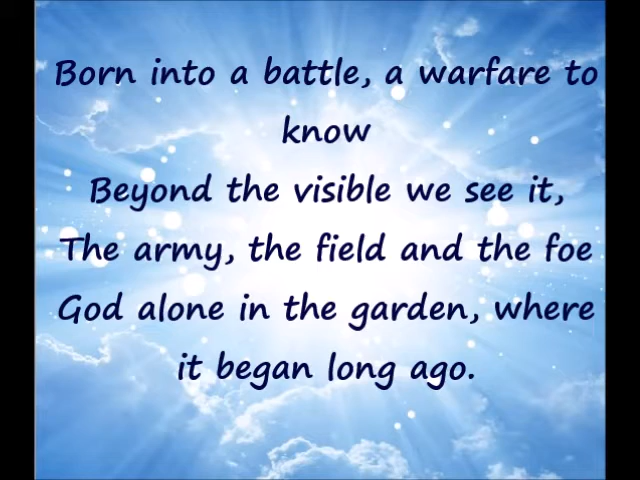 Born into a battle, a warfare to
know
Beyond the visible we see it,
The army, the field and the foe
God alone in the garden, where
it began long ago.